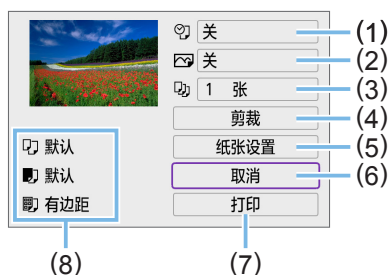 关 (1)
关 (2)
1 张 (3)
剪裁 (4)
默认 纸张设置 (5)
默认 取消 (6)
有边距 打印
(8) (7)